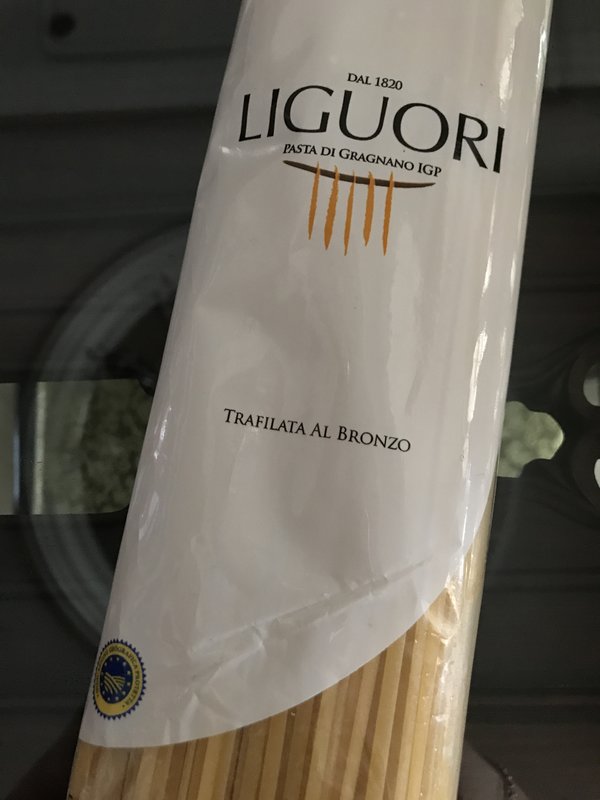 DAL 1820
LIGUORI
PASTA DI GRAGNANO IGP
TRAFILATA AL BRONZO